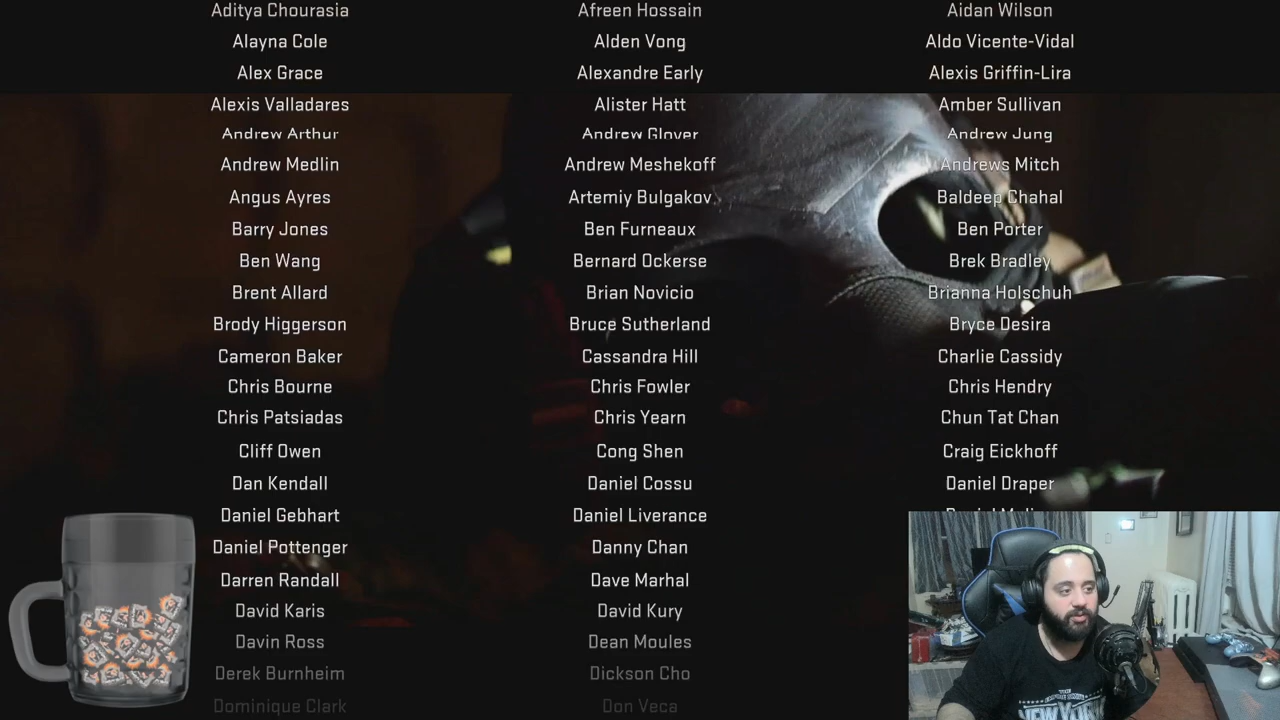 Aditya Chourasia Afreen Hossain Aidan Wilson
Alayna Cole Alden Vong Aldo Vicente-Vidal
Alex Grace Alexandre Early Alexis Griffin-Lira
Alexis Valladares Alister Hatt Amber Sullivan
Andrew Arthur Andrew Glover Andrew Jung
Andrew Medlin Andrew Meshekoff Andrews Mitch
Angus Ayres Artemiy Bulgakov Baldeep Chahal
Barry Jones Ben Furneaux Ben Porter
Ben Wang Bernard Ockerse Brek Bradley
Brent Allard Brian Novicio Brianna Holschuh
Brody Higgerson Bruce Sutherland Bryce Desira
Cameron Baker Cassandra Hill Charlie Cassidy
Chris Bourne Chris Fowler Chris Hendry
Chris Patsiadas Chris Yearn Chun Tat Chan
Cliff Owen Cong Shen Craig Eickhoff
Dan Kendall Daniel Cossu Daniel Draper
Daniel Gebhart Daniel Liverance
Daniel Pottenger Danny Chan
Darren Randall Dave Marhal
David Karis David Kury
Davin Ross Dean Moules
Derek Burnheim Dickson Cho
Dominique Clark Don Veca
THE
NEW YORK